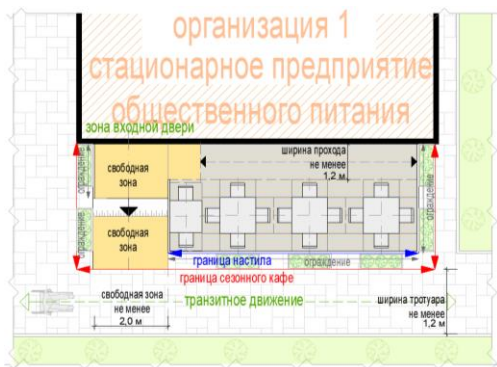 организация 1
стационарное предприятие
общественного питания
зона входной двери
ограждение
свободная
зона
ширина прохода
не менее
1,2 м
ограждение
ограждение
свободная
зона
граница настила
ограждение
граница сезонного кафе
свободная зона
не менее
2,0 м
транзитное движение
ширина тротуара
не менее
1,2 м